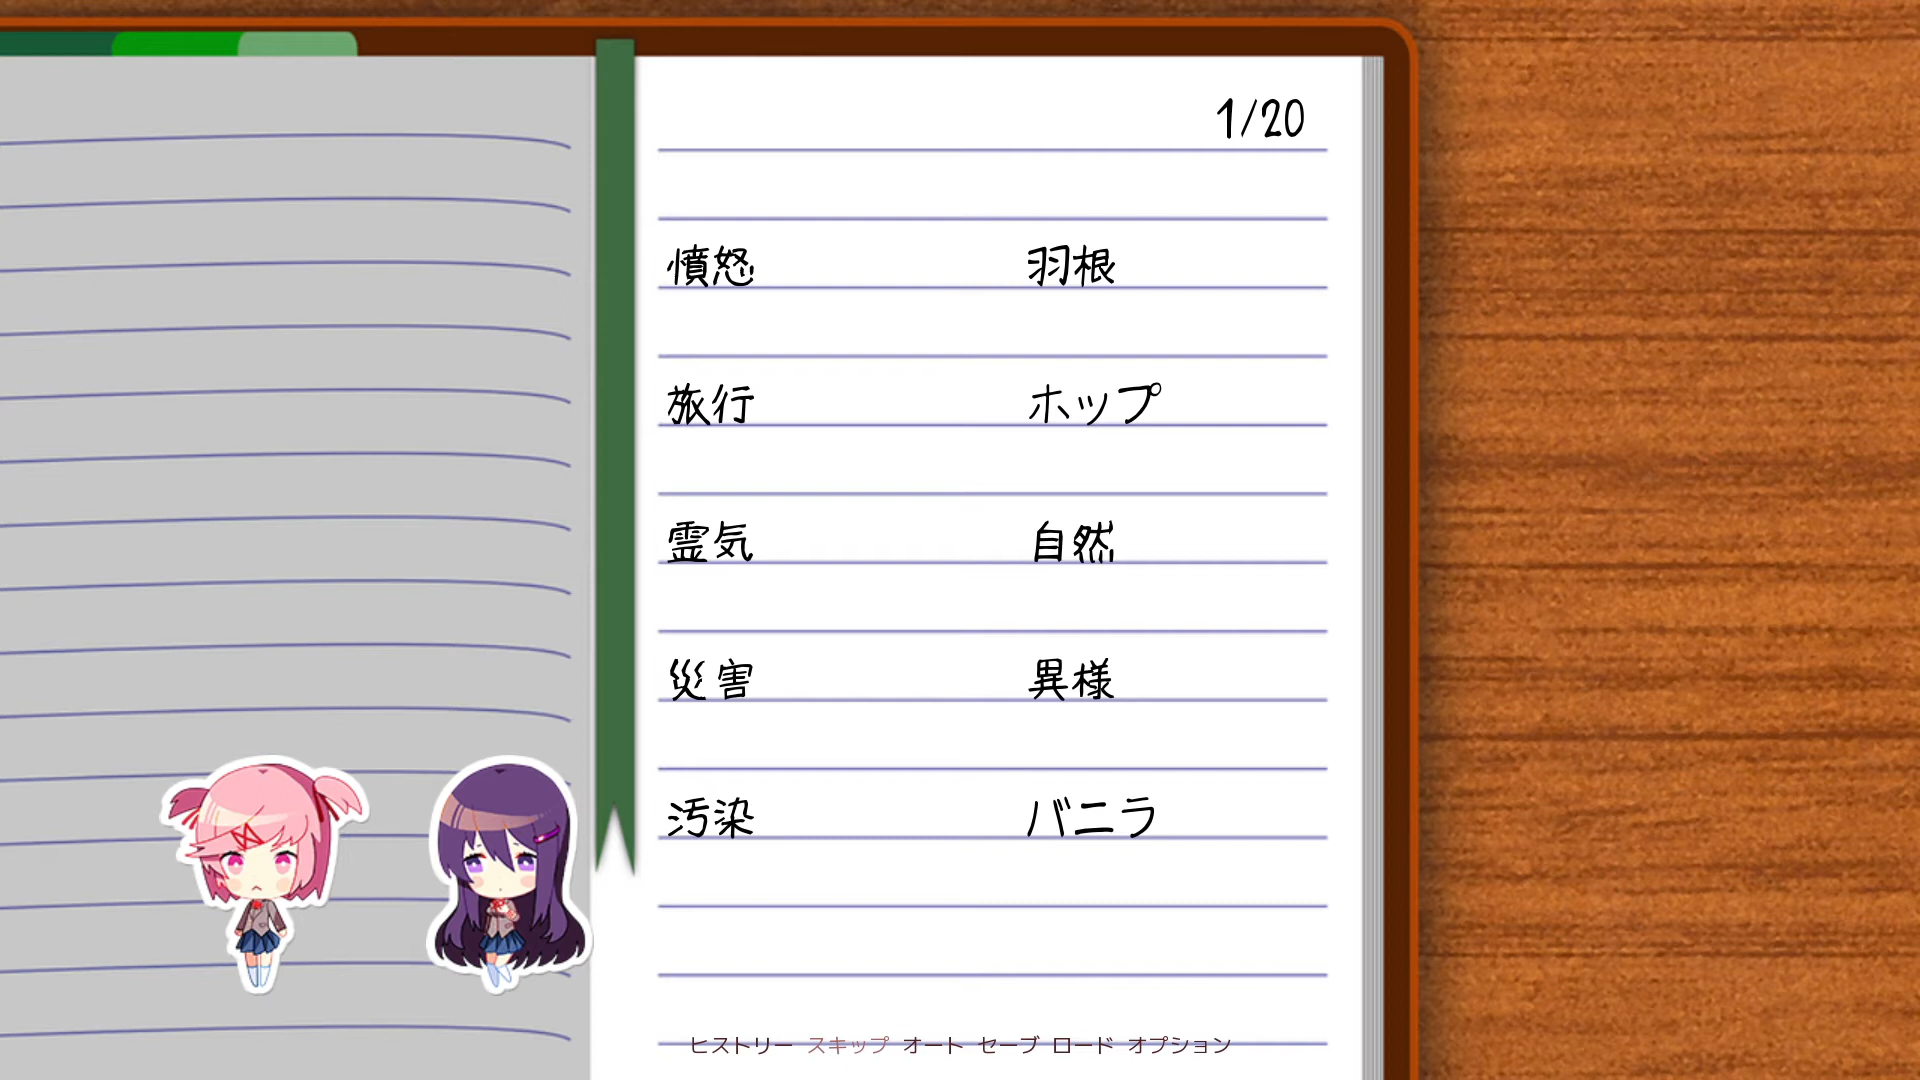 1/20
憤怒 羽根
旅行 ホップ
霊気 自然
災害 異様
汚染 バニラ
ヒストリー スキップ オート セーブ ロード オプション